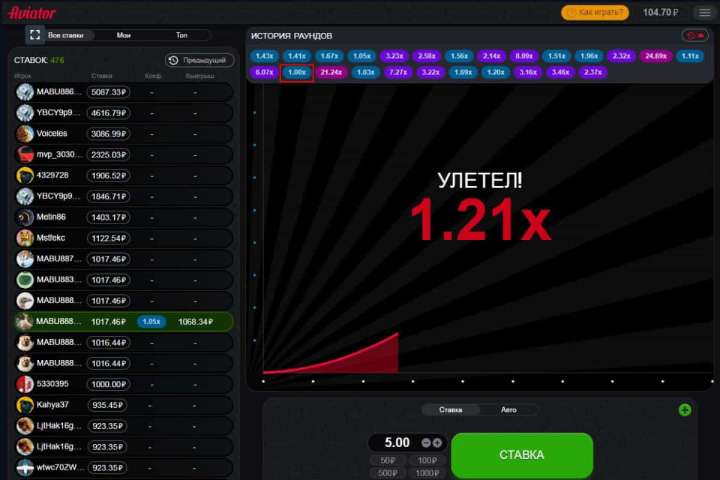 Aviator
? Как играть?
104.70 ₽
Все ставки Мои Топ
СТАВОК: 476
Предыдущий
Игрок Ставка Коэф. Выигрыш
MABU886... 5087.33₽ - -
YBCY9p9... 4616.79₽ - -
Voiceles 3086.99₽ - -
mvp_3030... 2325.03₽ - -
4329728 1906.52₽ - -
YBCY9p9... 1846.71₽ - -
Metin86 1403.17₽ - -
Mstfekc 1122.54₽ - -
MABU887... 1017.46₽ - -
MABU883... 1017.46₽ - -
MABU888... 1017.46₽ - -
MABU888... 1017.46₽ 1.05x 1068.34₽
MABU888... 1016.44₽ - -
MABU888... 1016.44₽ - -
5330395 1000.00₽ - -
Kahya37 935.45₽ - -
LjtHak16g... 923.35₽ - -
LjtHak16g... 923.35₽ - -
wtwc70ZW... 923.35₽ - -
ИСТОРИЯ РАУНДОВ
1.43x 1.41x 1.67x 1.05x 3.23x 2.58x 1.56x 2.14x 8.09x 1.51x 1.96x 2.32x 24.69x 1.11x
6.07x 1.00x 21.24x 1.03x 7.27x 3.22x 1.69x 1.20x 3.16x 3.46x 2.37x
УЛЕТЕЛ!
1.21x
Ставка Авто
5.00
50₽ 100₽
500₽ 1000₽
СТАВКА